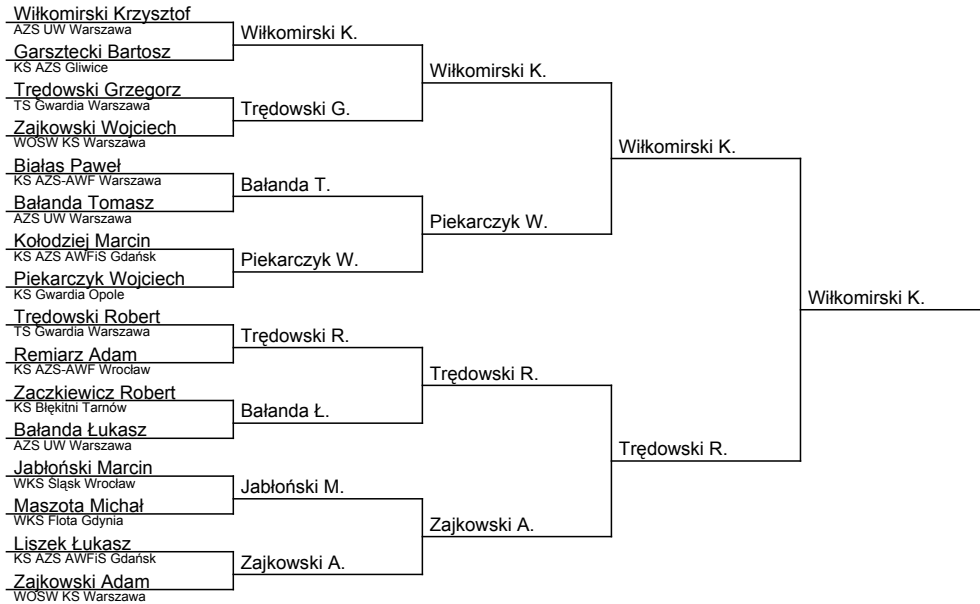 Wiłkomirski Krzysztof
AZS UW Warszawa
Garsztecki Bartosz
KS AZS Gliwice
Trędowski Grzegorz
TS Gwardia Warszawa
Zajkowski Wojciech
WOSW KS Warszawa
Białas Paweł
KS AZS-AWF Warszawa
Bałanda Tomasz
AZS UW Warszawa
Kołodziej Marcin
KS AZS AWFiS Gdańsk
Piekarczyk Wojciech
KS Gwardia Opole
Trędowski Robert
TS Gwardia Warszawa
Remiarz Adam
KS AZS-AWF Wrocław
Zaczkiewicz Robert
KS Błękitni Tarnów
Bałanda Łukasz
AZS UW Warszawa
Jabłoński Marcin
WKS Śląsk Wrocław
Maszota Michał
WKS Flota Gdynia
Liszek Łukasz
KS AZS AWFiS Gdańsk
Zajkowski Adam
WOSW KS Warszawa
Wiłkomirski K.
Trędowski G.
Bałanda T.
Piekarczyk W.
Trędowski R.
Bałanda Ł.
Jabłoński M.
Zajkowski A.
Wiłkomirski K.
Piekarczyk W.
Trędowski R.
Zajkowski A.
Wiłkomirski K.
Trędowski R.
Wiłkomirski K.